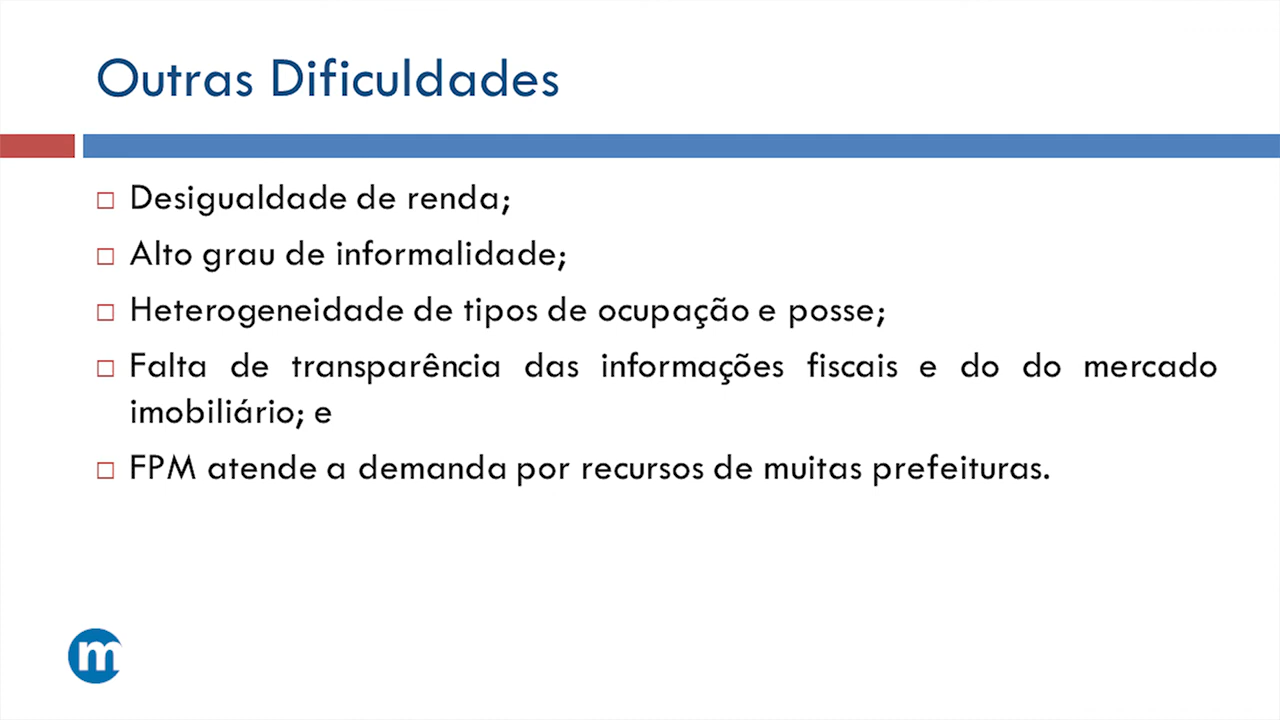 Outras Dificuldades
Desigualdade de renda;
Alto grau de informalidade;
Heterogeneidade de tipos de ocupação e posse;
Falta de transparência das informações fiscais e do do mercado
imobiliário; e
FPM atende a demanda por recursos de muitas prefeituras.
m